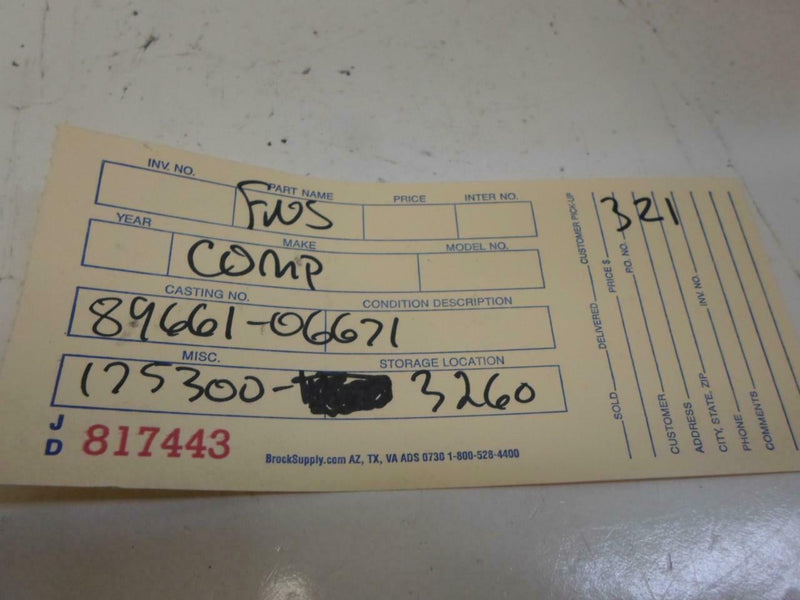 INV. NO. PART NAME PRICE INTER NO.
YEAR MAKE MODEL NO.
COMP
CASTING NO. CONDITION DESCRIPTION
89661-06671
MISC. STORAGE LOCATION
175300- 3260
J
D 817443
BrockSupply.com AZ, TX, VA ADS 0730 1-800-528-4400
321
SOLD DELIVERED CUSTOMER PICK-UP
PRICE $
P.O. NO.
CUSTOMER
ADDRESS
CITY, STATE, ZIP INV. NO.
PHONE
COMMENTS